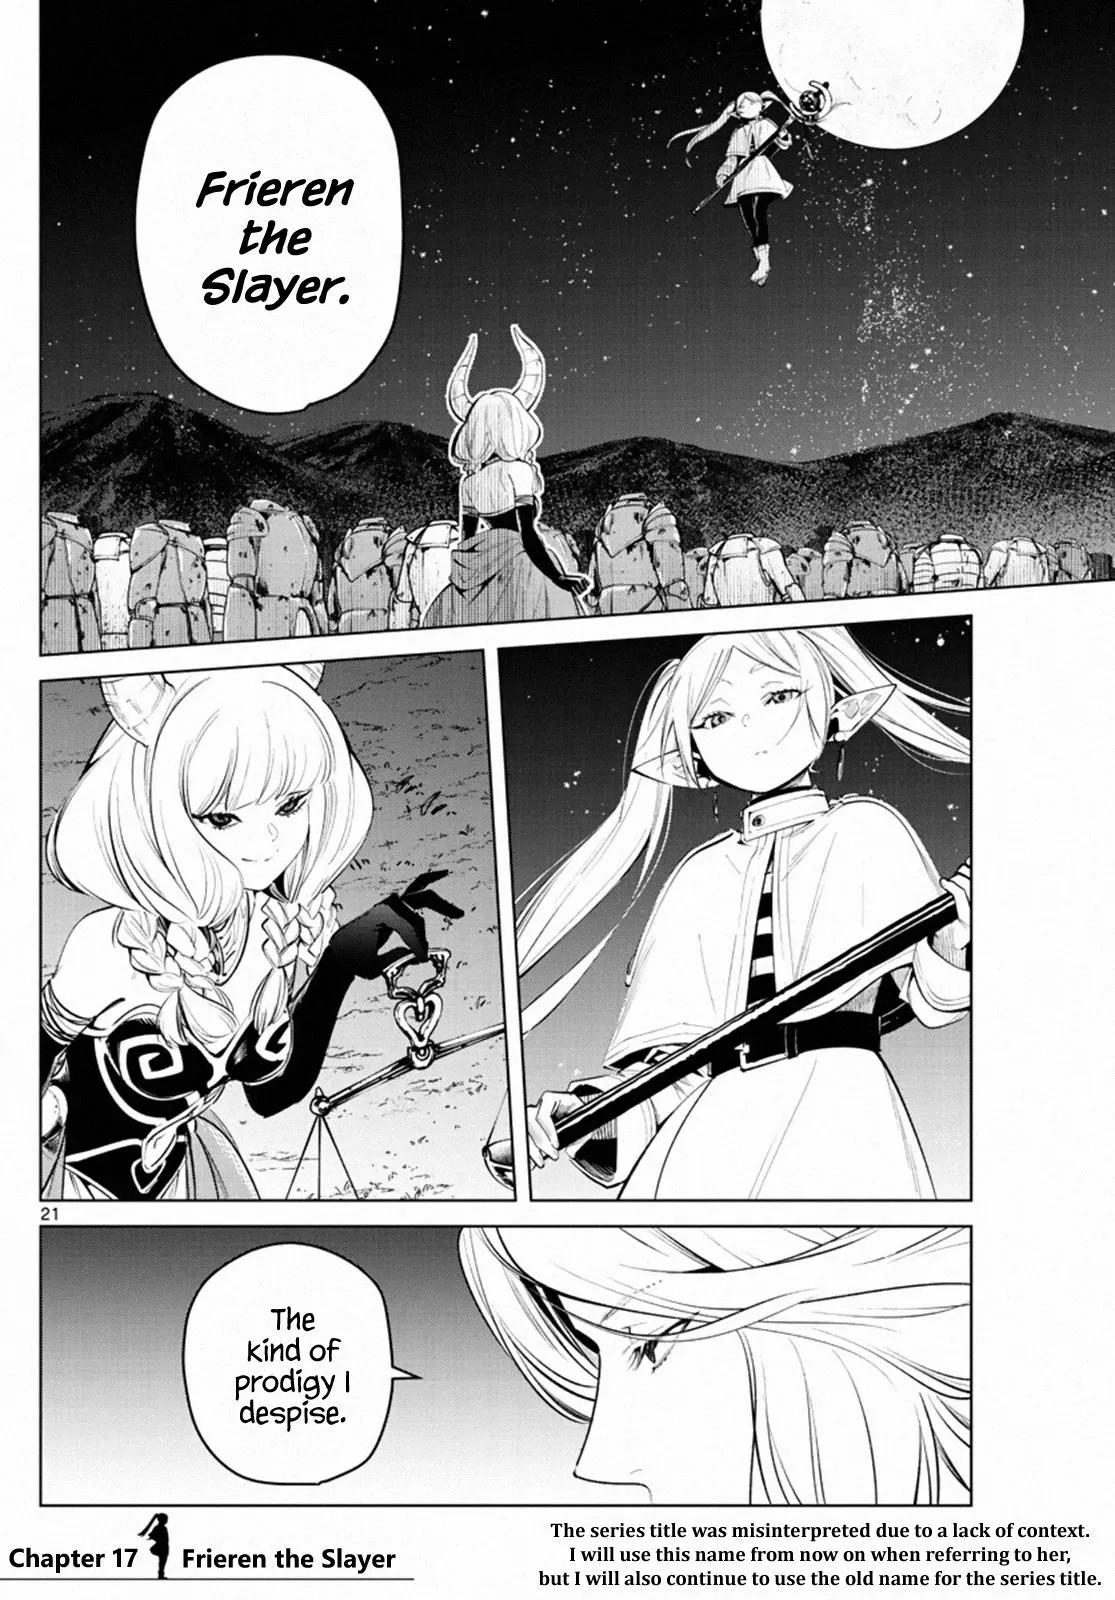 Frieren
the
Slayer.
21
The
kind of
prodigy I
despise.
Chapter 17 Frieren the Slayer
The series title was misinterpreted due to a lack of context.
I will use this name from now on when referring to her,
but I will also continue to use the old name for the series title.